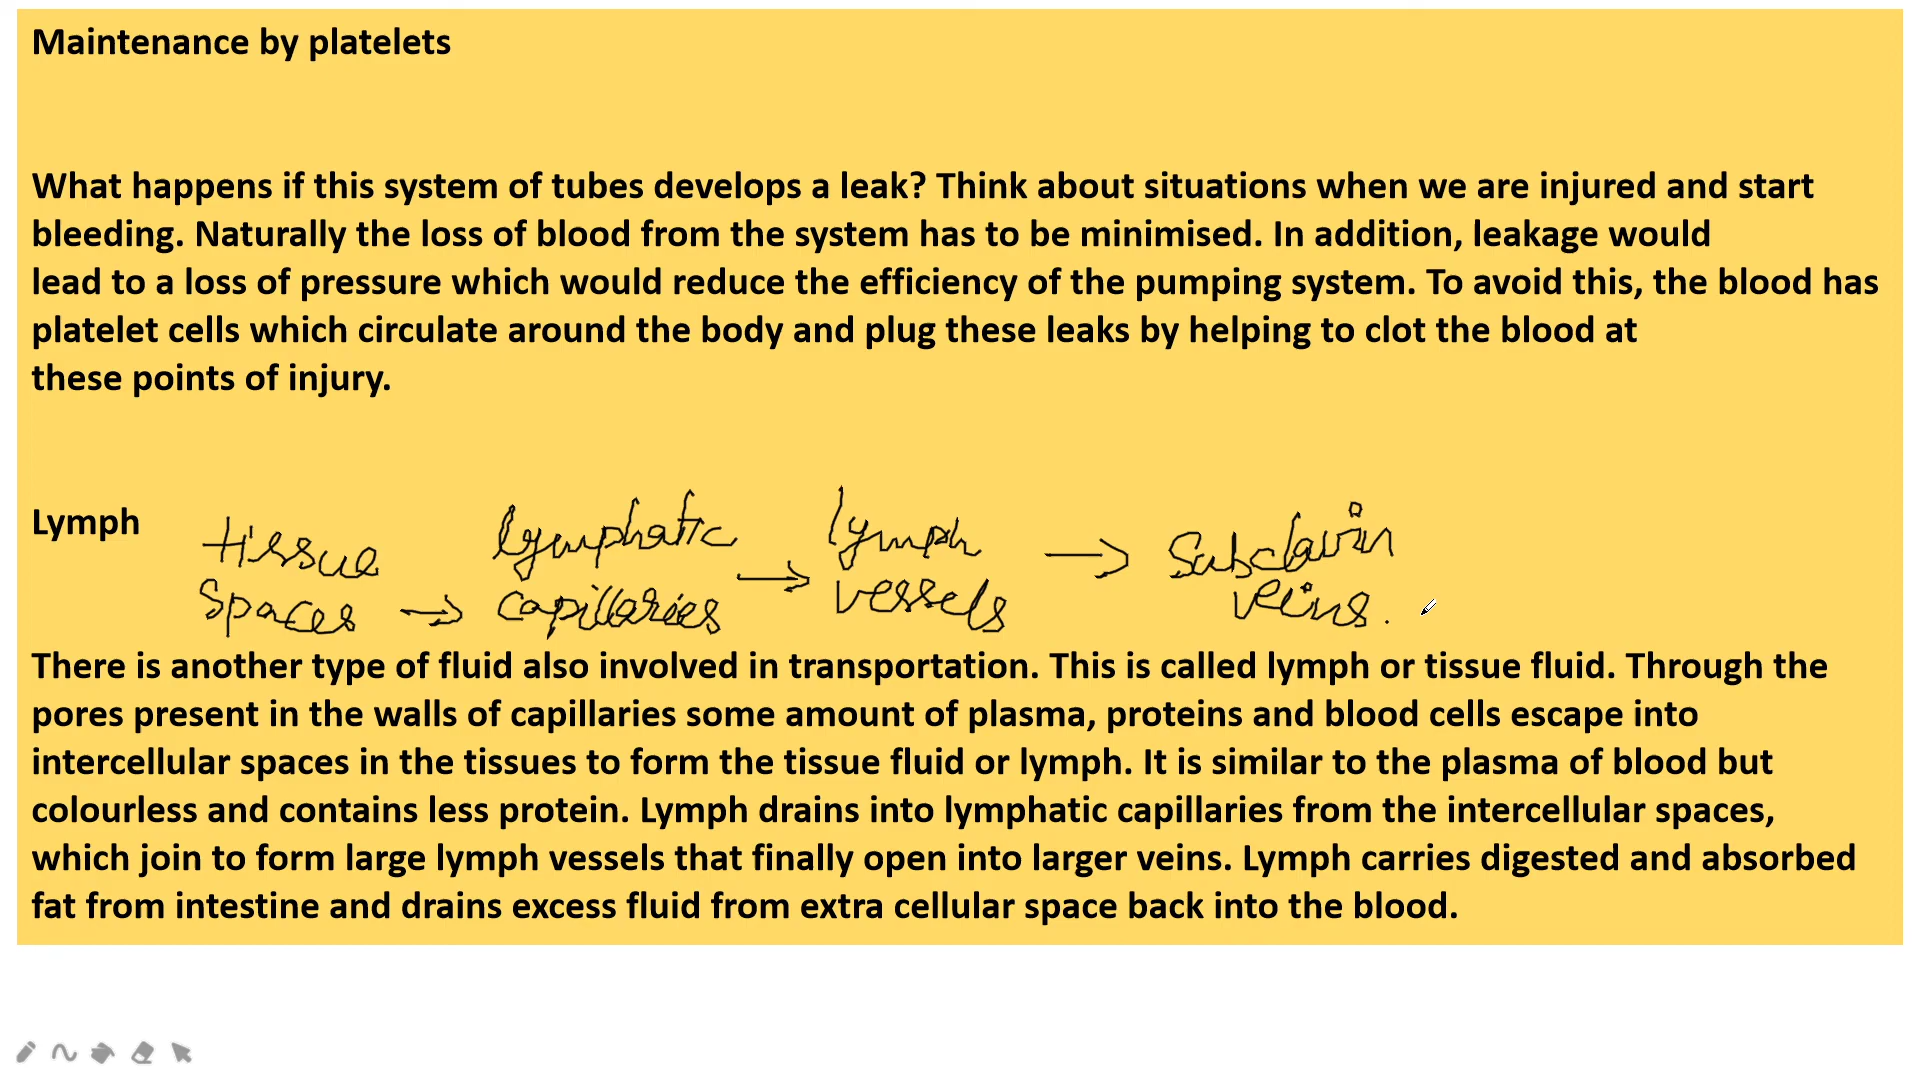 Maintenance by platelets
What happens if this system of tubes develops a leak? Think about situations when we are injured and start
bleeding. Naturally the loss of blood from the system has to be minimised. In addition, leakage would
lead to a loss of pressure which would reduce the efficiency of the pumping system. To avoid this, the blood has
platelet cells which circulate around the body and plug these leaks by helping to clot the blood at
these points of injury.
Lymph
tissue
spaces →
lymphatic
capillaries →
lymph
vessels →
Subclavin
veins.
There is another type of fluid also involved in transportation. This is called lymph or tissue fluid. Through the
pores present in the walls of capillaries some amount of plasma, proteins and blood cells escape into
intercellular spaces in the tissues to form the tissue fluid or lymph. It is similar to the plasma of blood but
colourless and contains less protein. Lymph drains into lymphatic capillaries from the intercellular spaces,
which join to form large lymph vessels that finally open into larger veins. Lymph carries digested and absorbed
fat from intestine and drains excess fluid from extra cellular space back into the blood.